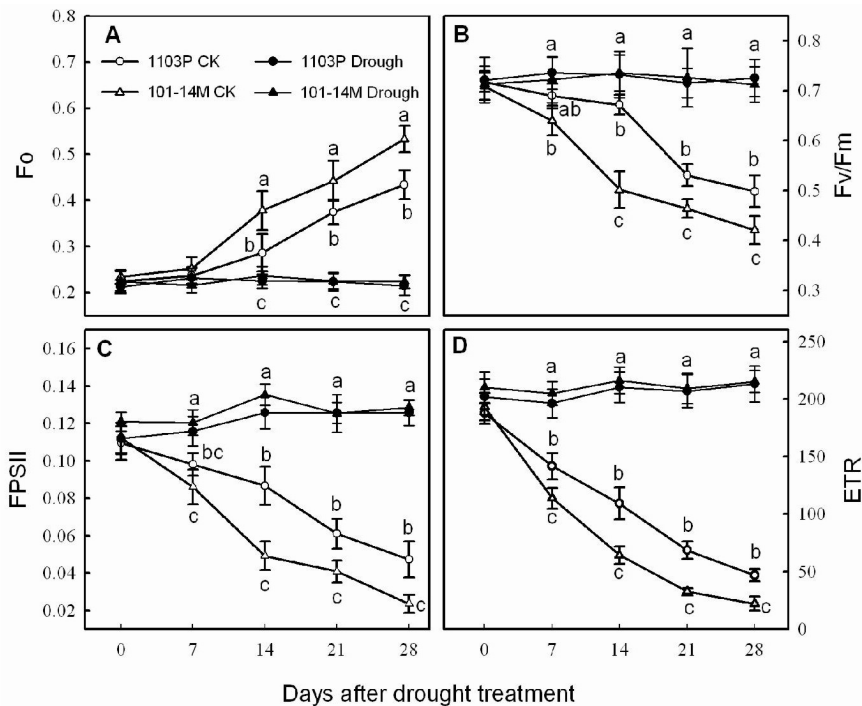 A
1103P CK
1103P Drough
101-14M CK
101-14M Drough
Fo
0.8
0.7
0.6
0.5
0.4
0.3
0.2
a
a
a
b
b
b
c
c
c
B
Fv/Fm
0.8
0.7
0.6
0.5
0.4
0.3
a
a
a
a
ab
b
b
b
b
c
c
c
C
FPSII
0.16
0.14
0.12
0.10
0.08
0.06
0.04
0.02
a
a
a
a
bc
b
b
b
c
c
c
c
0
7
14
21
28
D
ETR
250
200
150
100
50
0
a
a
a
a
b
b
b
b
c
c
c
c
0
7
14
21
28
Days after drought treatment